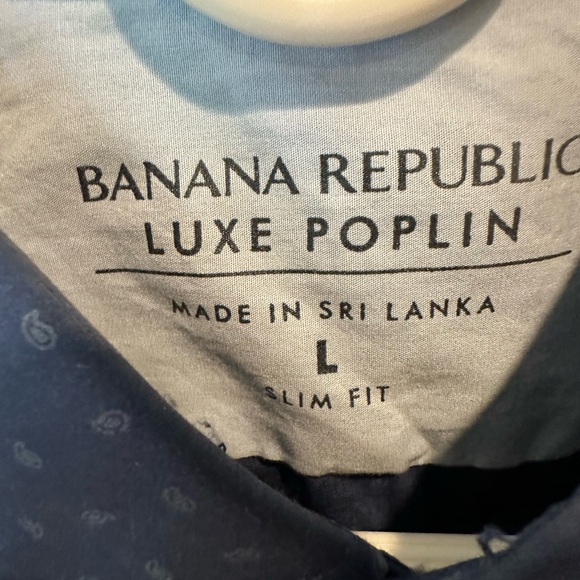 BANANA REPUBLIC
LUXE POPLIN
MADE IN SRI LANKA
L
SLIM FIT